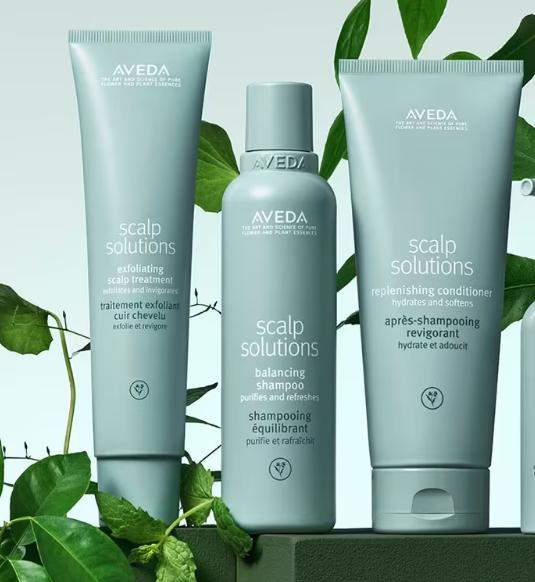 AVEDA
THE ART AND SCIENCE OF PURE
FLOWER AND PLANT ESSENCES
scalp
solutions
exfoliating
scalp treatment
exfoliates and invigorates
traitement exfoliant
cuir chevelu
exfolie et revigore
AVEDA
AVEDA
THE ART AND SCIENCE OF PURE
FLOWER AND PLANT ESSENCES
scalp
solutions
balancing
shampoo
purifies and refreshes
shampooing
équilibrant
purifie et rafraîchit
AVEDA
THE ART AND SCIENCE OF PURE
FLOWER AND PLANT ESSENCES
scalp
solutions
replenishing conditioner
hydrates and softens
après-shampooing
revigorant
hydrate et adoucit